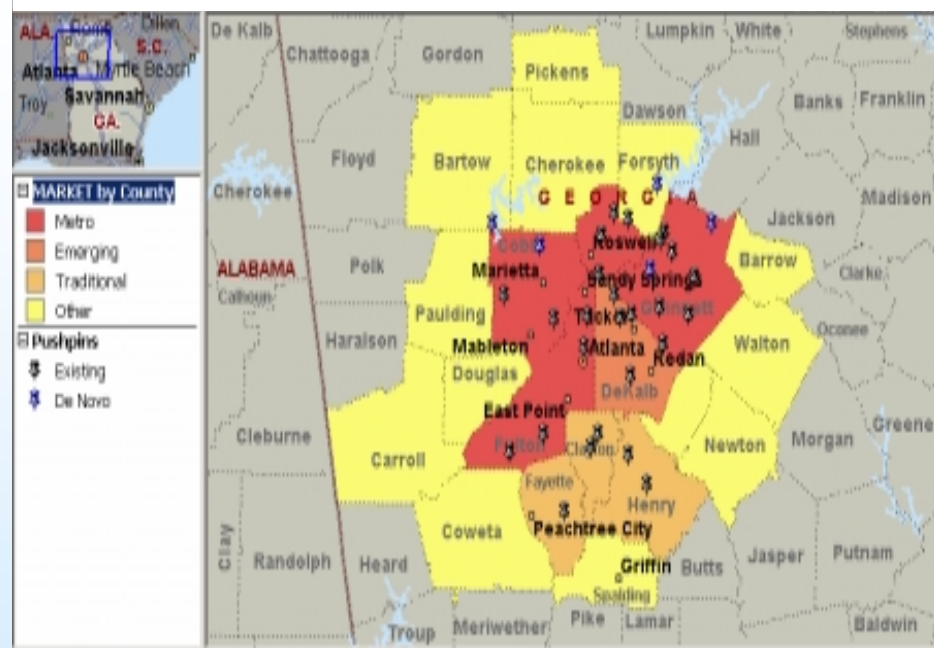 ALA.
Rome
Dillon
S.C.
Atlanta
Myrtle Beach
Troy
Savannah
GA.
Jacksonville
MARKET by County
Metro
Emerging
Traditional
Other
Pushpins
Existing
De Novo
De Kalb
Chattooga
Gordon
Pickens
Lumpkin
White
Stephens
Dawson
Banks
Franklin
Hall
Floyd
Bartow
Cherokee
Forsyth
Cherokee
Madison
GEORGIA
Jackson
Cobb
Roswell
Polk
Marietta
Sandy Springs
Barrow
ALABAMA
Clarke
Calhoun
Paulding
Tucker
Gwinnett
Oconee
Haralson
Mableton
Atlanta
Redan
Walton
Douglas
DeKalb
East Point
Greene
Cleburne
Fulton
Clayton
Newton
Morgan
Carroll
Fayette
Henry
Coweta
Peachtree City
Clay
Randolph
Heard
Griffin
Butts
Jasper
Putnam
Spalding
Troup
Meriwether
Pike
Lamar
Baldwin